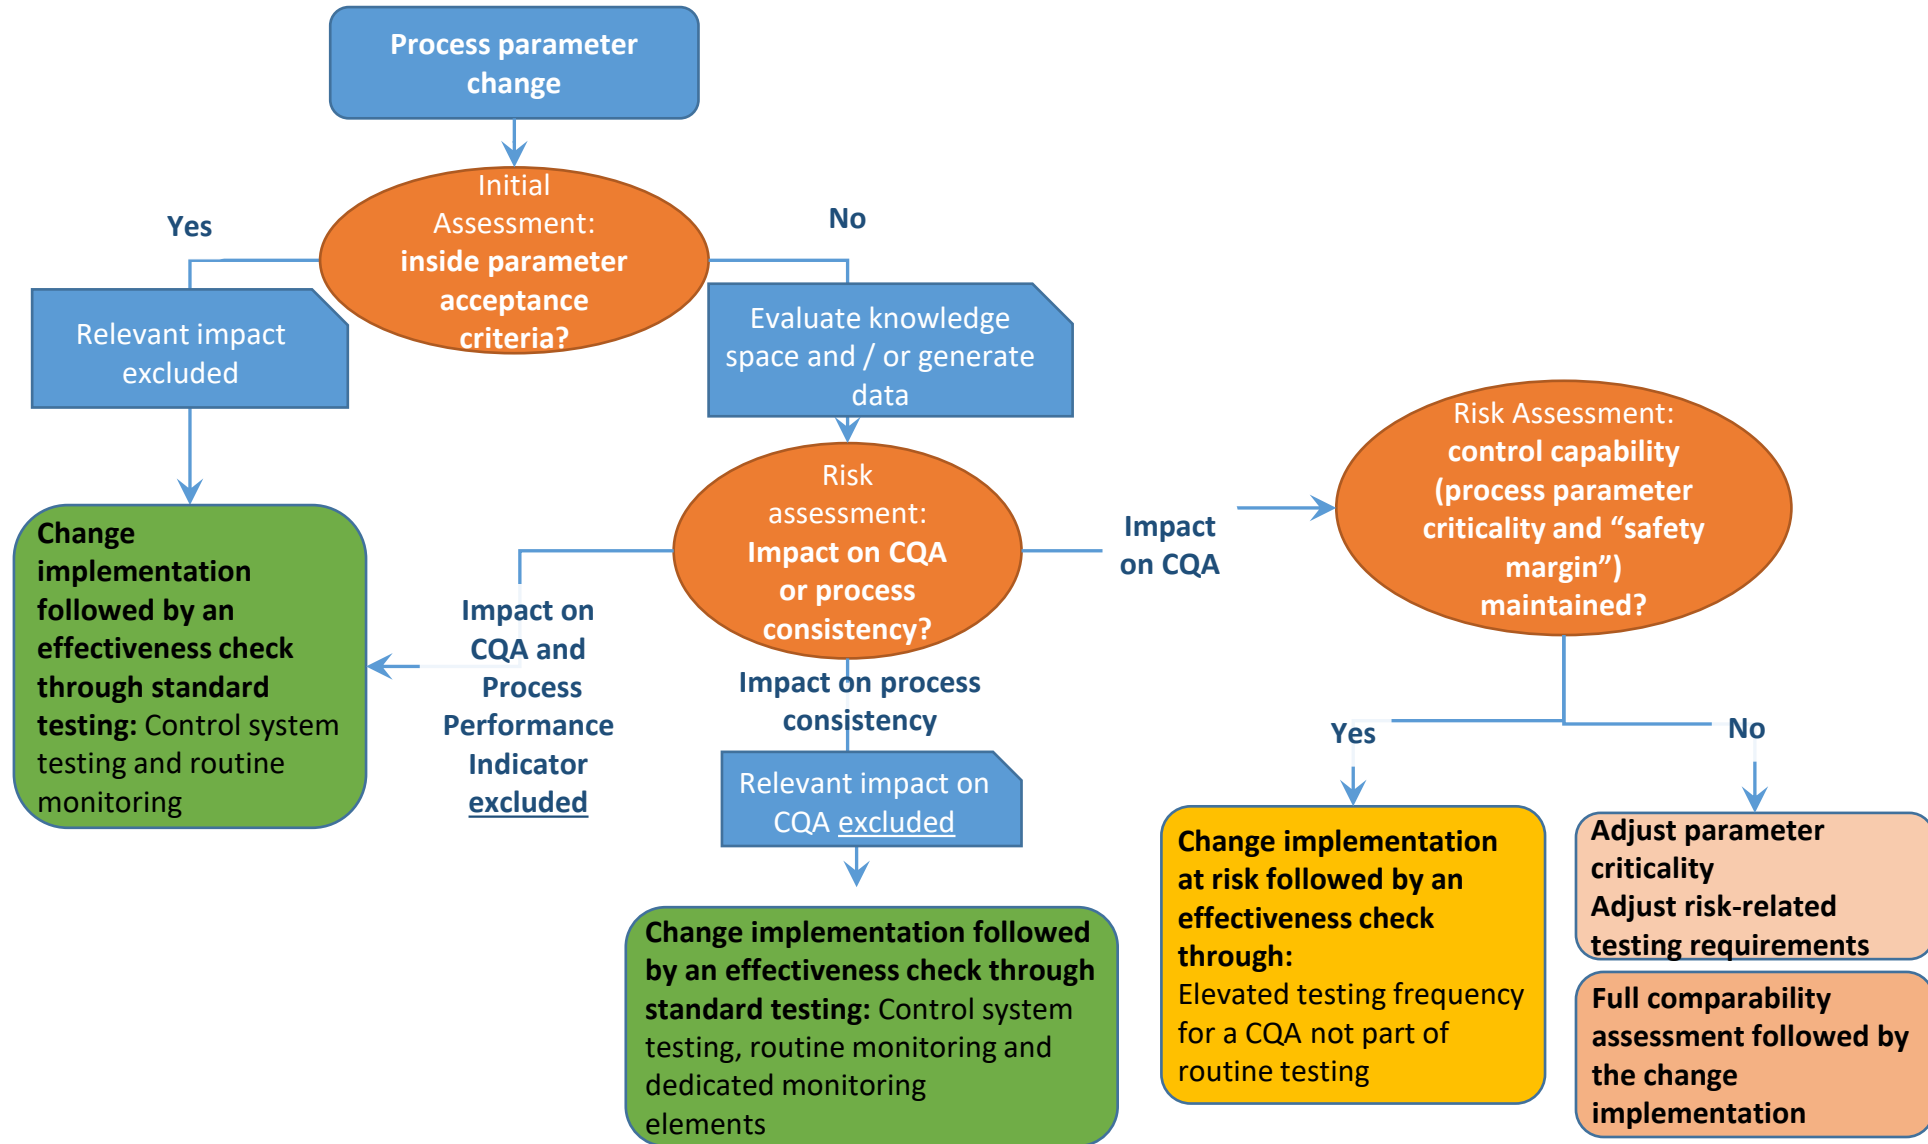 Process parameter
change
Initial
Assessment:
inside parameter
acceptance
criteria?
Yes
No
Relevant impact
excluded
Evaluate knowledge
space and / or generate
data
Change
implementation
followed by an
effectiveness check
through standard
testing: Control system
testing and routine
monitoring
Impact on
CQA and
Process
Performance
Indicator
excluded
Risk
assessment:
Impact on CQA
or process
consistency?
Impact on process
consistency
Relevant impact on
CQA excluded
Change implementation followed
by an effectiveness check through
standard testing: Control system
testing, routine monitoring and
dedicated monitoring
elements
Impact
on CQA
Risk Assessment:
control capability
(process parameter
criticality and “safety
margin”)
maintained?
Yes
No
Change implementation
at risk followed by an
effectiveness check
through:
Elevated testing frequency
for a CQA not part of
routine testing
Adjust parameter
criticality
Adjust risk-related
testing requirements
Full comparability
assessment followed by
the change
implementation